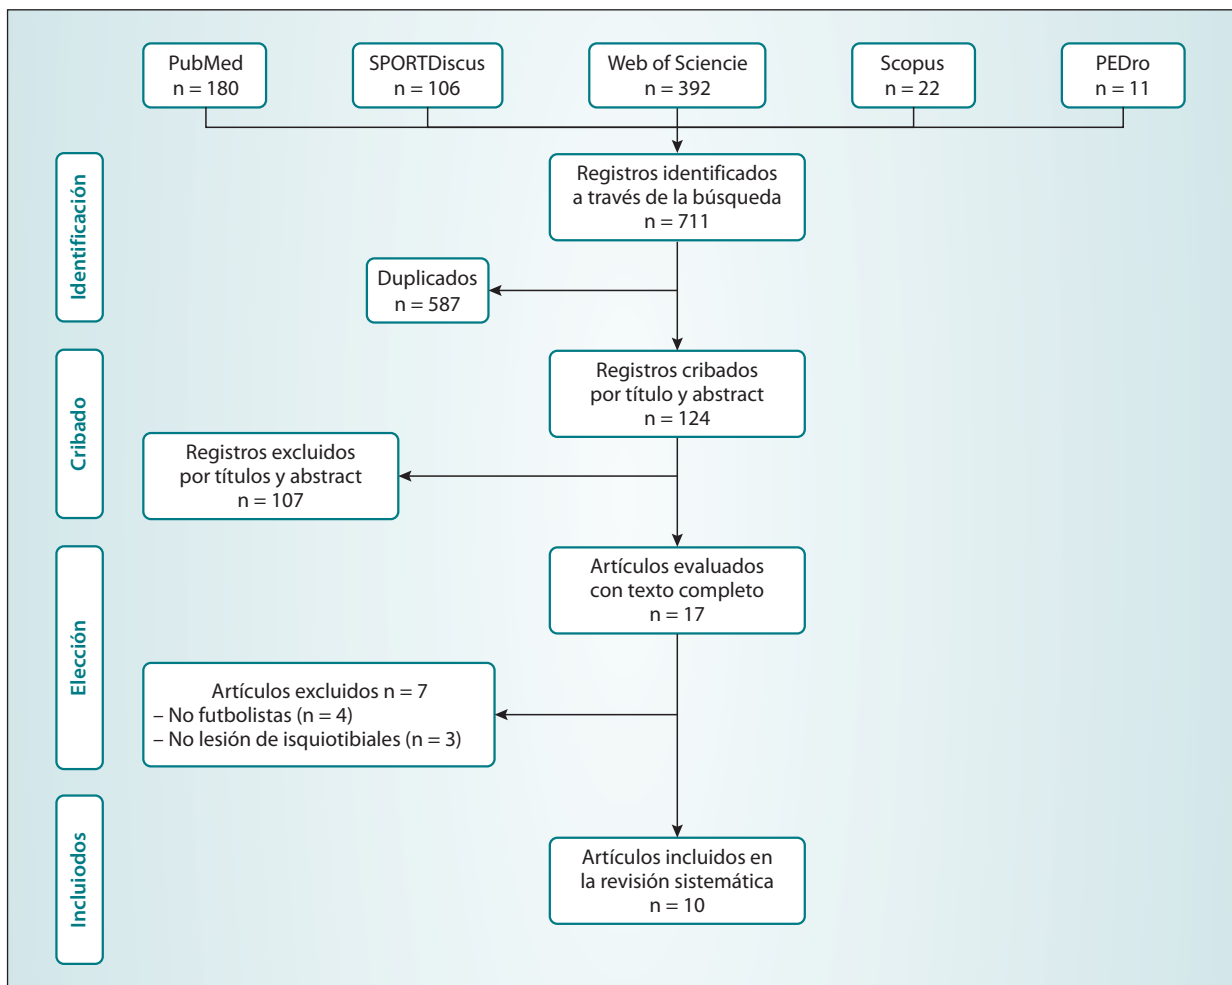 PubMed
n = 180
SPORTDiscus
n = 106
Web of Sciencie
n = 392
Scopus
n = 22
PEDro
n = 11
Identificación
Registros identificados
a través de la búsqueda
n = 711
Duplicados
n = 587
Cribado
Registros cribados
por título y abstract
n = 124
Registros excluidos
por títulos y abstract
n = 107
Elección
Artículos evaluados
con texto completo
n = 17
Artículos excluidos n = 7
– No futbolistas (n = 4)
– No lesión de isquiotibiales (n = 3)
Incluiodos
Artículos incluidos en
la revisión sistemática
n = 10